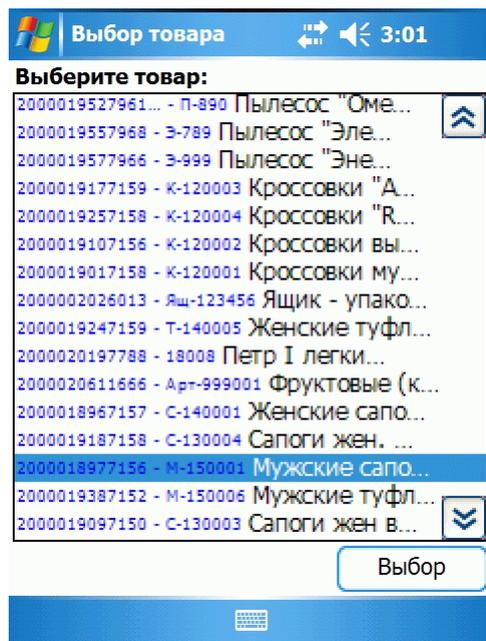 Выбор товара 3:01
Выберите товар:
2000019527961... - П-890 Пылесос "Оме...
2000019557968 - Э-789 Пылесос "Эле...
2000019577966 - Э-999 Пылесос "Эне...
2000019177159 - К-120003 Кроссовки "А...
2000019257158 - К-120004 Кроссовки "R...
2000019107156 - К-120002 Кроссовки вы...
2000019017158 - К-120001 Кроссовки му...
2000002026013 - Ящ-123456 Ящик - упако...
2000019247159 - Т-140005 Женские туфл...
2000020197788 - 18008 Петр I легки...
2000020611666 - Арт-999001 Фруктовые (к...
2000018967157 - С-140001 Женские сапо...
2000019187158 - С-130004 Сапоги жен. ...
2000018977156 - М-150001 Мужские сапо...
2000019387152 - М-150006 Мужские туфл...
2000019097150 - С-130003 Сапоги жен в...
Выбор